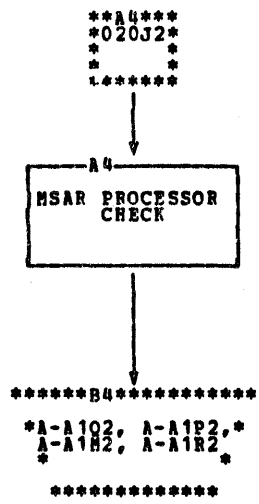 **A4***
*020J2*
*     *
*     *
*******
A4
MSAR PROCESSOR
CHECK
******B4***********
*A-A1Q2, A-A1P2,*
A-A1M2, A-A1R2
*             *
*************